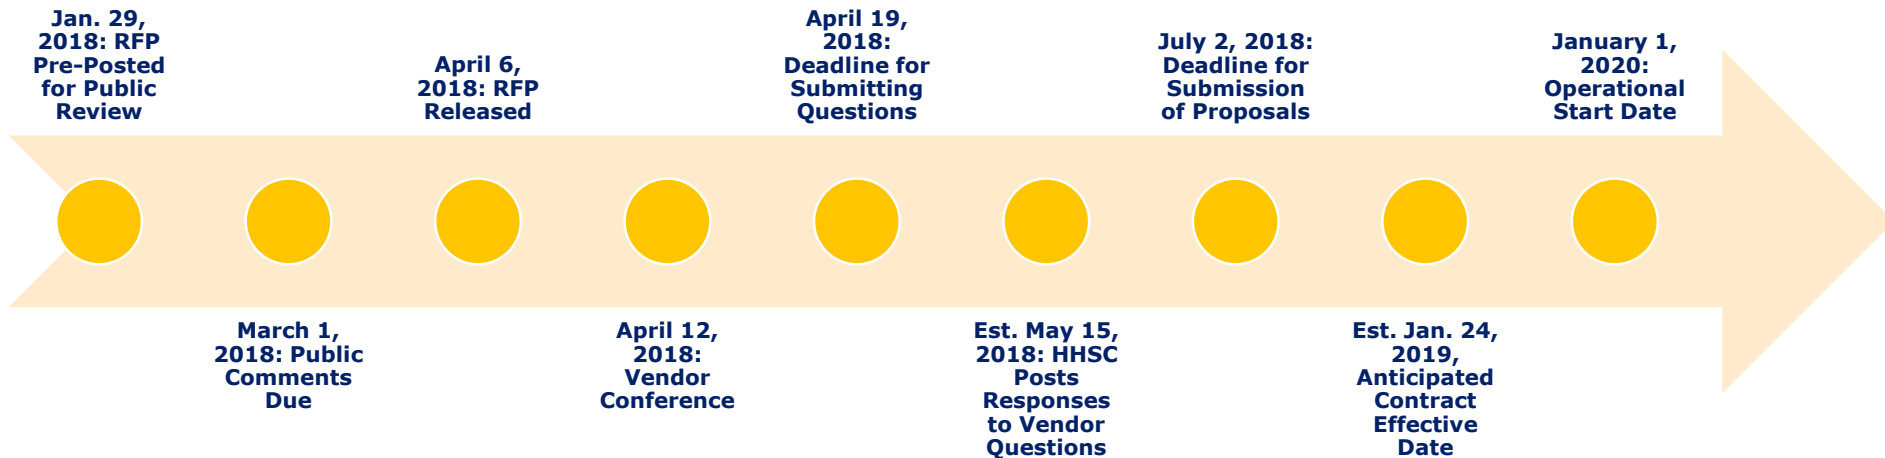 Jan. 29,
2018: RFP
Pre-Posted
for Public
Review
March 1,
2018: Public
Comments
Due
April 6,
2018: RFP
Released
April 12,
2018:
Vendor
Conference
April 19,
2018:
Deadline for
Submitting
Questions
Est. May 15,
2018: HHSC
Posts
Responses
to Vendor
Questions
July 2, 2018:
Deadline for
Submission
of Proposals
Est. Jan. 24,
2019,
Anticipated
Contract
Effective
Date
January 1,
2020:
Operational
Start Date